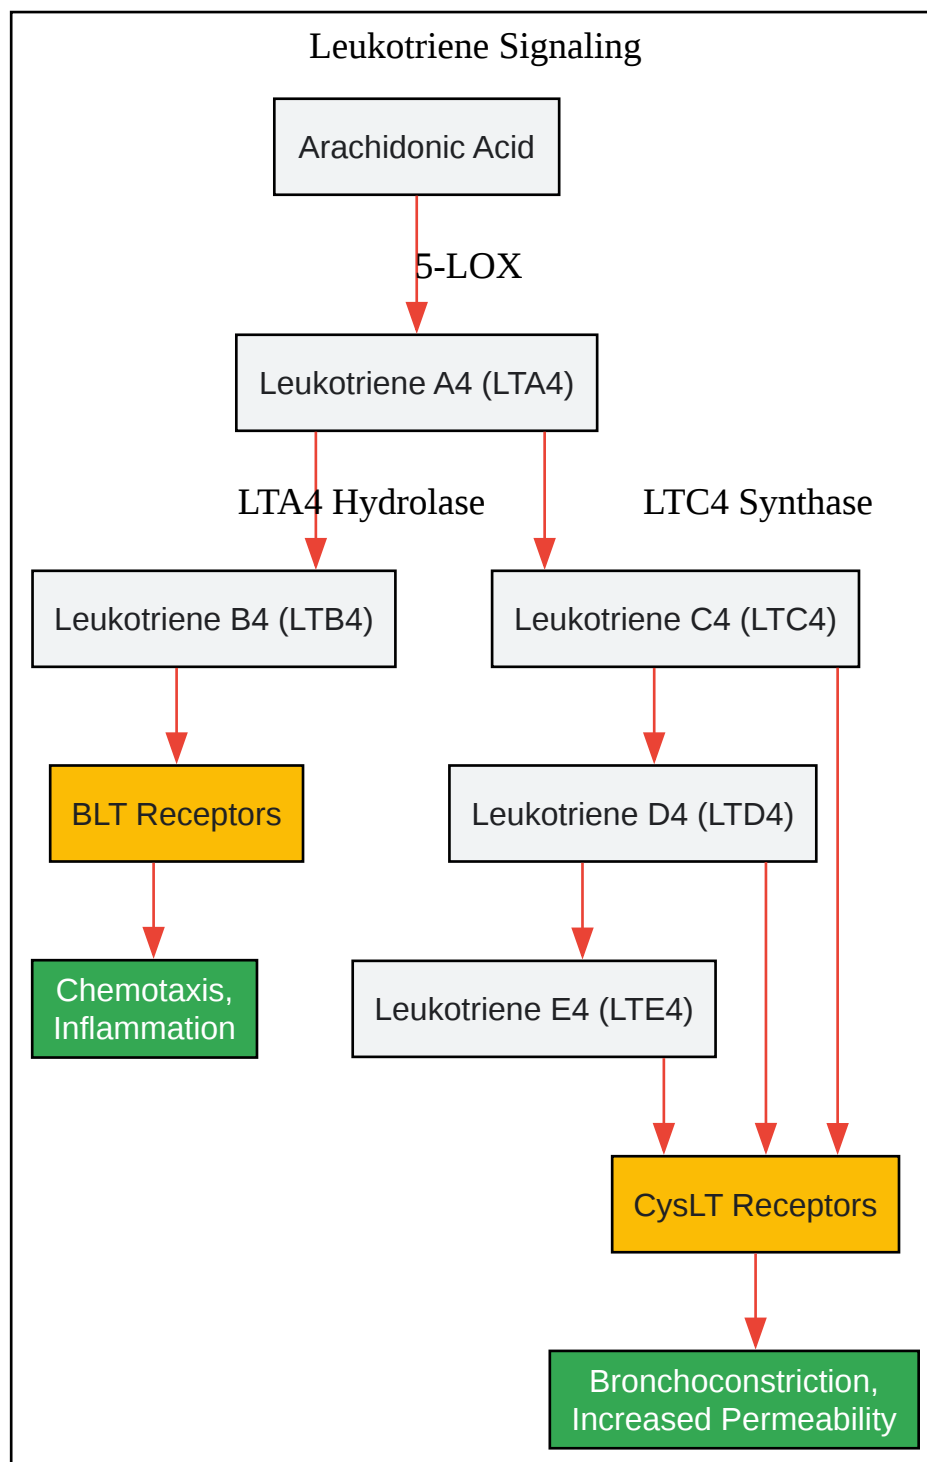 Leukotriene Signaling
Arachidonic Acid
5-LOX
Leukotriene A4 (LTA4)
LTA4 Hydrolase
LTC4 Synthase
Leukotriene B4 (LTB4)
Leukotriene C4 (LTC4)
BLT Receptors
Leukotriene D4 (LTD4)
Chemotaxis,
Inflammation
Leukotriene E4 (LTE4)
CysLT Receptors
Bronchoconstriction,
Increased Permeability